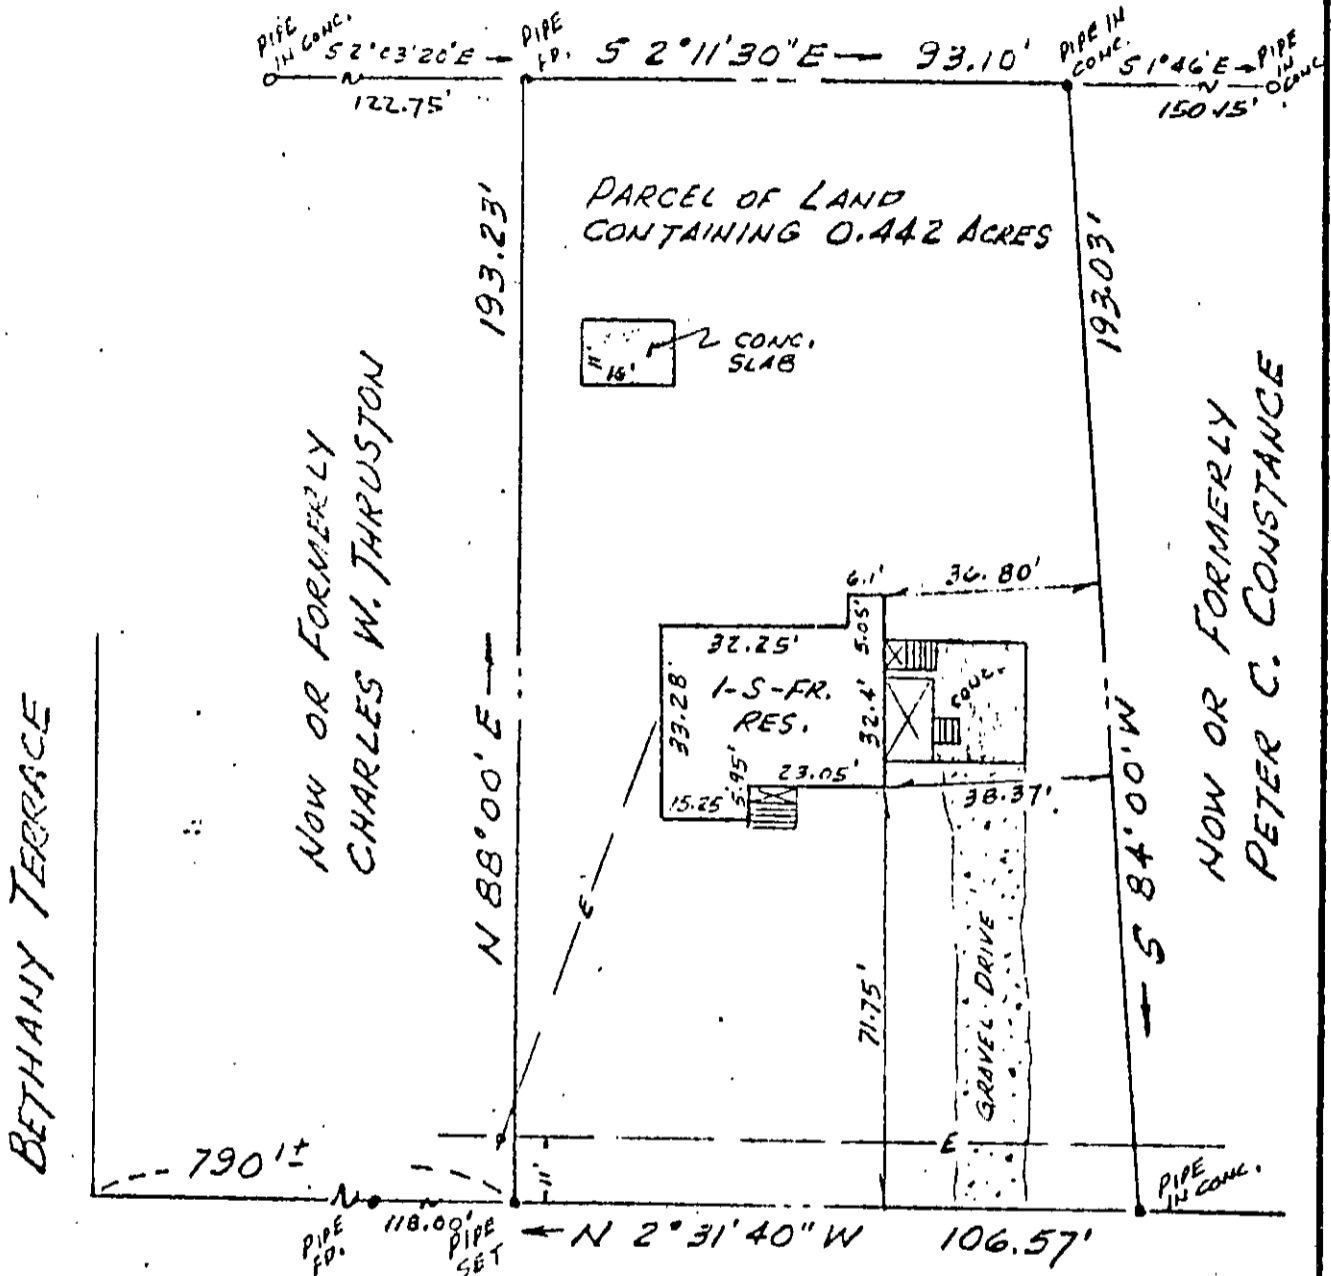 PIPE
IN CONC.
S 2°03'20"E
122.75'
PIPE
FD.
S 2°11'30"E
93.10'
PIPE IN
CONC.
S 1°46'E
150.15'
PIPE
IN
CONC.
PARCEL OF LAND
CONTAINING 0.442 ACRES
193.23'
193.03'
11'
CONC.
SLAB
NOW OR FORMERLY
CHARLES W. THRUSTON
NOW OR FORMERLY
PETER C. CONSTANCE
6.1'
36.80'
32.25'
5.05'
33.28'
1-S-FR.
RES.
32.4'
CONC.
15.25
5.95'
23.05'
38.37'
BETHANY TERRACE
N 88°00' E
S 84°00' W
E
71.75'
GRAVEL DRIVE
E
11'
790'±
PIPE
FD.
118.00'
PIPE
SET
N 2°31'40" W
106.57'
PIPE
IN CONC.